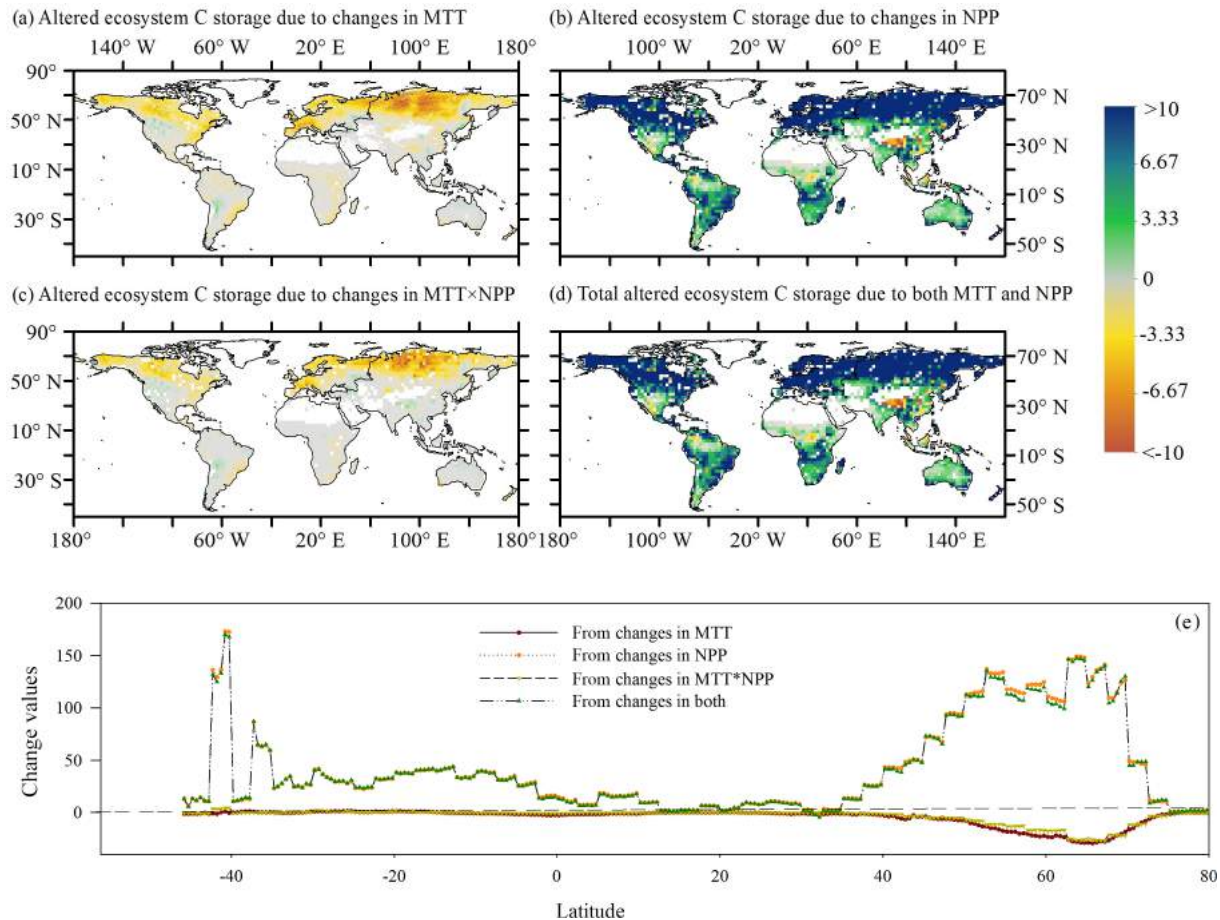 (a) Altered ecosystem C storage due to changes in MTT
(b) Altered ecosystem C storage due to changes in NPP
140° W 60° W 20° E 100° E 180°
100° W 20° W 60° E 140° E
90°
50° N
10° N
30° S
70° N
30° N
10° S
50° S
(c) Altered ecosystem C storage due to changes in MTT×NPP
(d) Total altered ecosystem C storage due to both MTT and NPP
90°
50° N
10° N
30° S
70° N
30° N
10° S
50° S
180° 60° W 20° E 100° E 180°
100° W 20° W 60° E 140° E
>10
6.67
3.33
0
-3.33
-6.67
<-10
(e)
From changes in MTT
From changes in NPP
From changes in MTT*NPP
From changes in both
Change values
200
150
100
50
0
-40 -20 0 20 40 60 80
Latitude